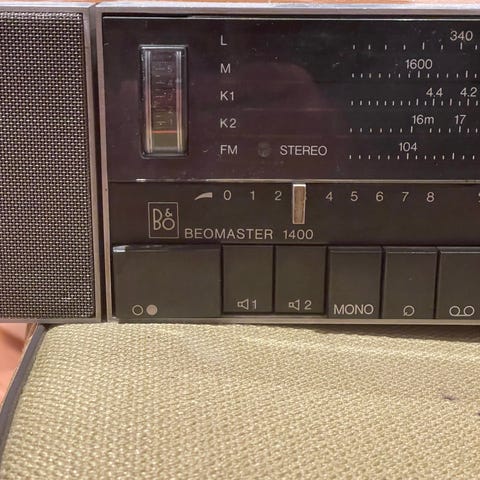 L 340
M 1600
K1 4.4 4.2
K2 16m 17
FM STEREO 104
0 1 2 4 5 6 7 8
B&O BEOMASTER 1400
1 2 MONO